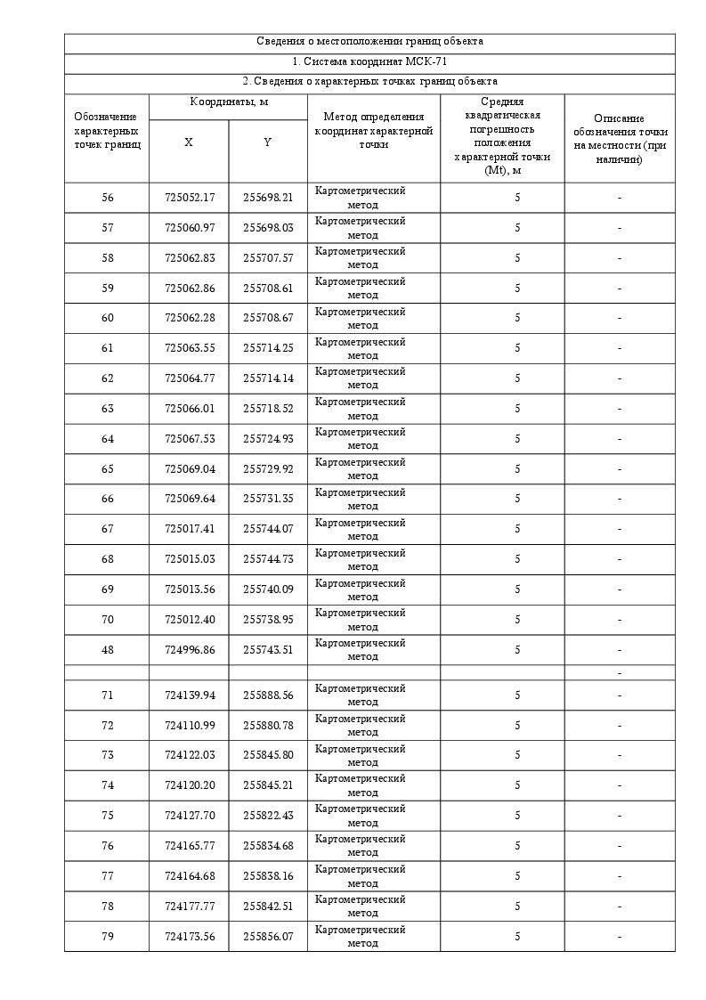 Сведения о местоположении границ объекта
1. Система координат МСК-71
2. Сведения о характерных точках границ объекта
Обозначение характерных точек границ
Координаты, м
X
Y
Метод определения координат характерной точки
Средняя квадратическая погрешность положения характерной точки (Mt), м
Описание обозначения точки на местности (при наличии)
56 725052.17 255698.21 Картометрический метод 5 -
57 725060.97 255698.03 Картометрический метод 5 -
58 725062.83 255707.57 Картометрический метод 5 -
59 725062.86 255708.61 Картометрический метод 5 -
60 725062.28 255708.67 Картометрический метод 5 -
61 725063.55 255714.25 Картометрический метод 5 -
62 725064.77 255714.14 Картометрический метод 5 -
63 725066.01 255718.52 Картометрический метод 5 -
64 725067.53 255724.93 Картометрический метод 5 -
65 725069.04 255729.92 Картометрический метод 5 -
66 725069.64 255731.35 Картометрический метод 5 -
67 725017.41 255744.07 Картометрический метод 5 -
68 725015.03 255744.73 Картометрический метод 5 -
69 725013.56 255740.09 Картометрический метод 5 -
70 725012.40 255738.95 Картометрический метод 5 -
48 724996.86 255743.51 Картометрический метод 5 -
-
71 724139.94 255888.56 Картометрический метод 5 -
72 724110.99 255880.78 Картометрический метод 5 -
73 724122.03 255845.80 Картометрический метод 5 -
74 724120.20 255845.21 Картометрический метод 5 -
75 724127.70 255822.43 Картометрический метод 5 -
76 724165.77 255834.68 Картометрический метод 5 -
77 724164.68 255838.16 Картометрический метод 5 -
78 724177.77 255842.51 Картометрический метод 5 -
79 724173.56 255856.07 Картометрический метод 5 -